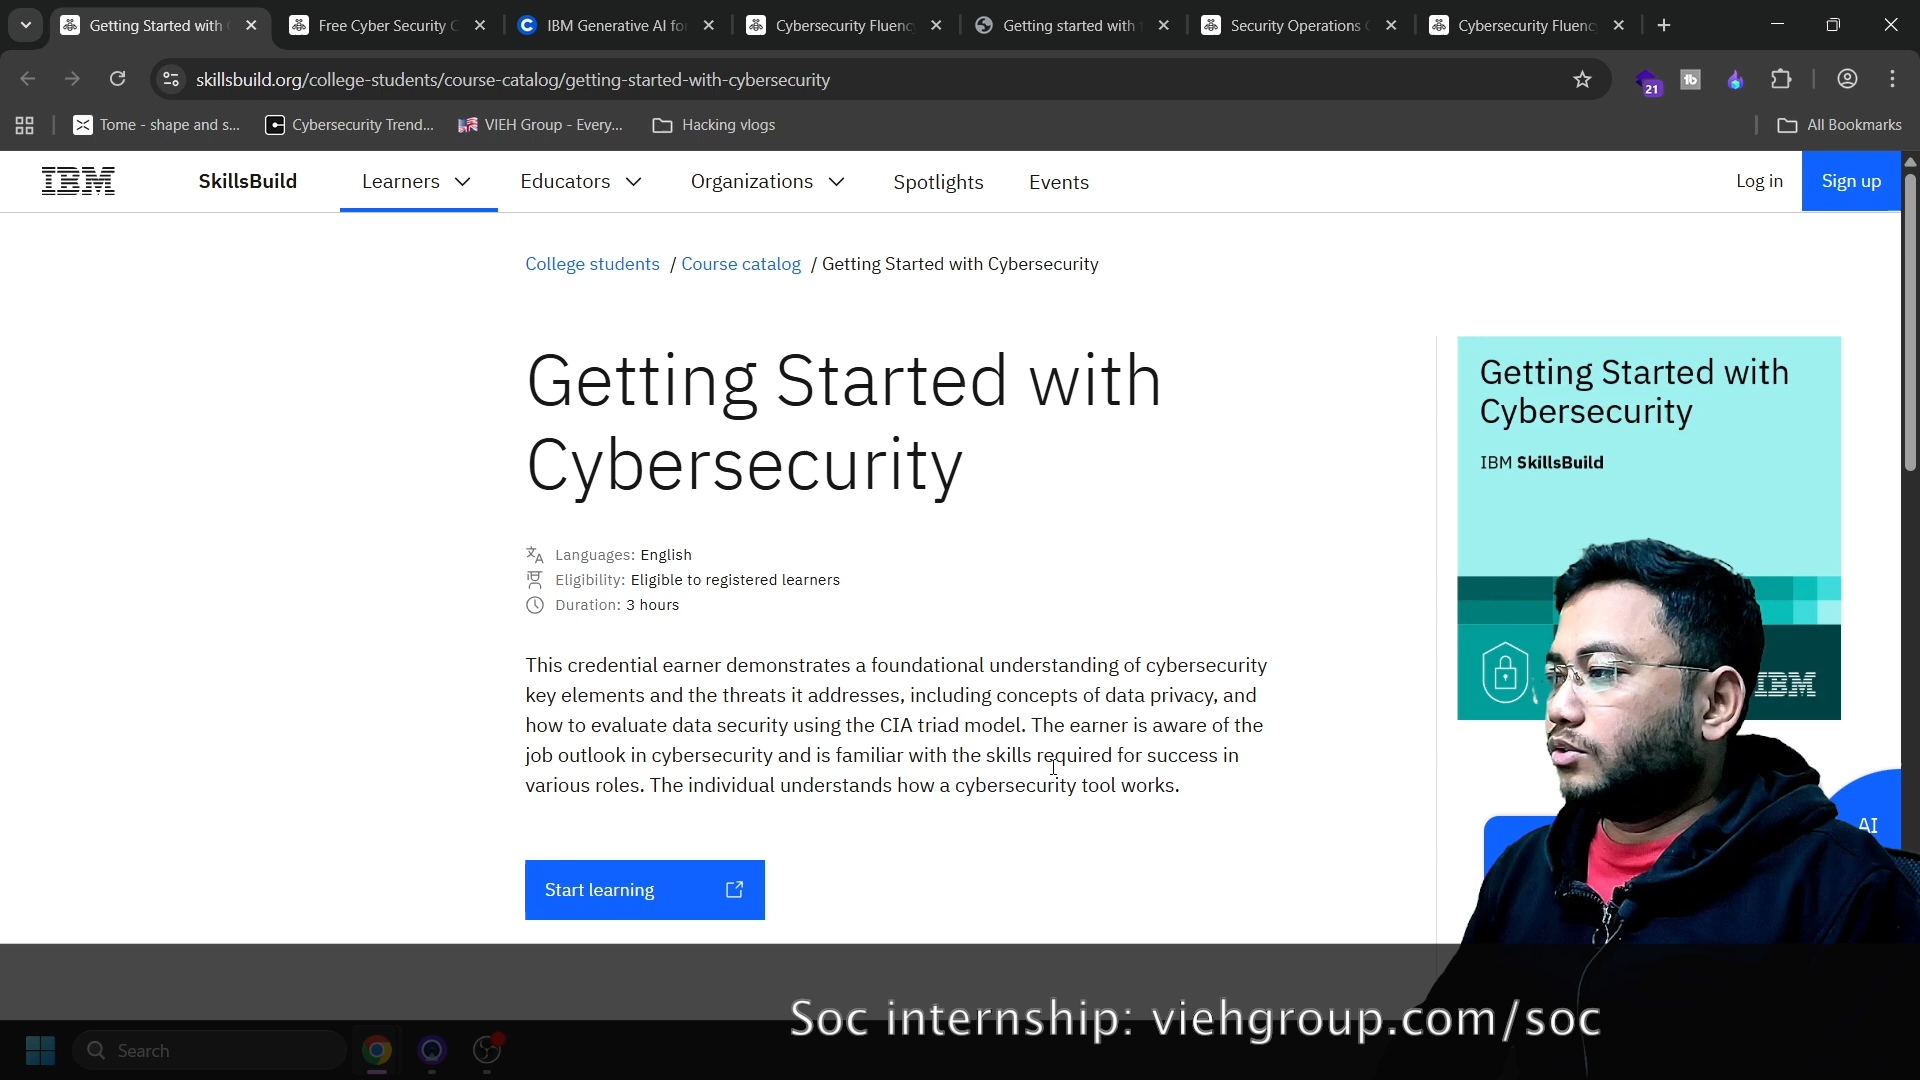 Getting Started with
Free Cyber Security C
IBM Generative AI fo
Cybersecurity Fluenc
Getting started with
Security Operations
Cybersecurity Fluenc
skillsbuild.org/college-students/course-catalog/getting-started-with-cybersecurity
21
tb
Tome - shape and s...
Cybersecurity Trend...
VIEH Group - Every...
Hacking vlogs
All Bookmarks
IBM
SkillsBuild
Learners
Educators
Organizations
Spotlights
Events
Log in
Sign up
College students / Course catalog / Getting Started with Cybersecurity
Getting Started with
Cybersecurity
Languages: English
Eligibility: Eligible to registered learners
Duration: 3 hours
This credential earner demonstrates a foundational understanding of cybersecurity
key elements and the threats it addresses, including concepts of data privacy, and
how to evaluate data security using the CIA triad model. The earner is aware of the
job outlook in cybersecurity and is familiar with the skills required for success in
various roles. The individual understands how a cybersecurity tool works.
Start learning
Getting Started with
Cybersecurity
IBM SkillsBuild
IBM
AI
Soc internship: viehgroup.com/soc
Search